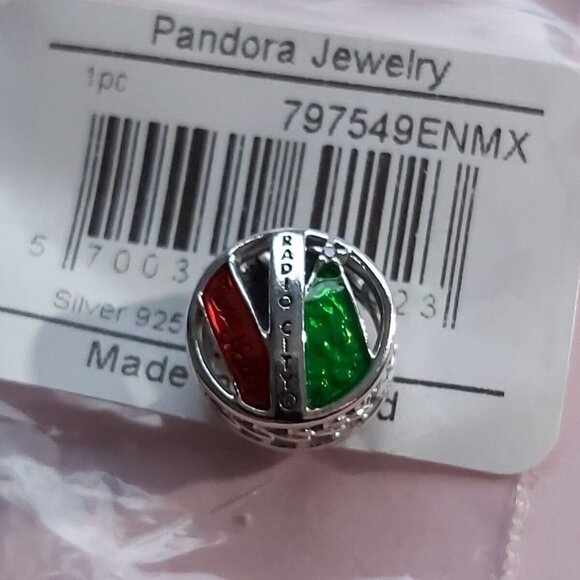 Pandora Jewelry
1pc
797549ENMX
5 7003 23
Silver 925
Made d
RADIO CITY®